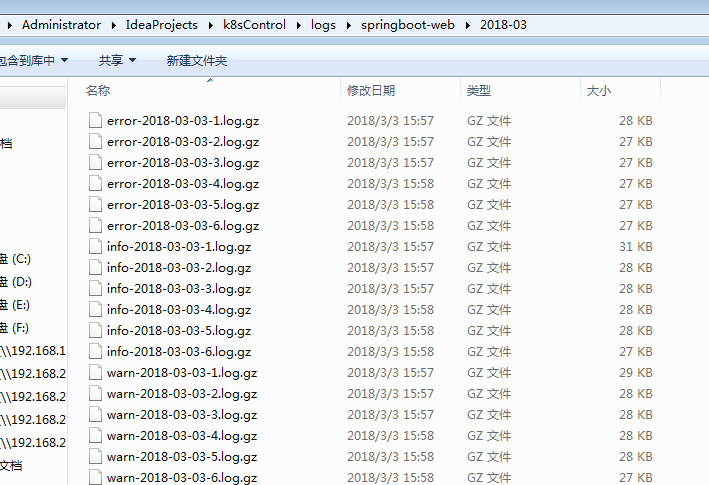 Administrator IdeaProjects k8sControl logs springboot-web 2018-03
包含到库中 共享 新建文件夹
名称 修改日期 类型 大小
error-2018-03-03-1.log.gz 2018/3/3 15:57 GZ 文件 28 KB
error-2018-03-03-2.log.gz 2018/3/3 15:57 GZ 文件 27 KB
档
error-2018-03-03-3.log.gz 2018/3/3 15:57 GZ 文件 27 KB
error-2018-03-03-4.log.gz 2018/3/3 15:58 GZ 文件 27 KB
error-2018-03-03-5.log.gz 2018/3/3 15:58 GZ 文件 27 KB
error-2018-03-03-6.log.gz 2018/3/3 15:58 GZ 文件 27 KB
info-2018-03-03-1.log.gz 2018/3/3 15:57 GZ 文件 31 KB
盘 (C:)
info-2018-03-03-2.log.gz 2018/3/3 15:57 GZ 文件 28 KB
盘 (D:)
info-2018-03-03-3.log.gz 2018/3/3 15:57 GZ 文件 28 KB
盘 (E:)
info-2018-03-03-4.log.gz 2018/3/3 15:58 GZ 文件 28 KB
盘 (F:)
info-2018-03-03-5.log.gz 2018/3/3 15:58 GZ 文件 28 KB
(\\192.168.1
info-2018-03-03-6.log.gz 2018/3/3 15:58 GZ 文件 27 KB
(\\192.168.2
warn-2018-03-03-1.log.gz 2018/3/3 15:57 GZ 文件 29 KB
(\\192.168.2
warn-2018-03-03-2.log.gz 2018/3/3 15:57 GZ 文件 28 KB
(\\192.168.2
warn-2018-03-03-3.log.gz 2018/3/3 15:57 GZ 文件 28 KB
(\\192.168.2
warn-2018-03-03-4.log.gz 2018/3/3 15:58 GZ 文件 28 KB
warn-2018-03-03-5.log.gz 2018/3/3 15:58 GZ 文件 28 KB
文档
warn-2018-03-03-6.log.gz 2018/3/3 15:58 GZ 文件 27 KB